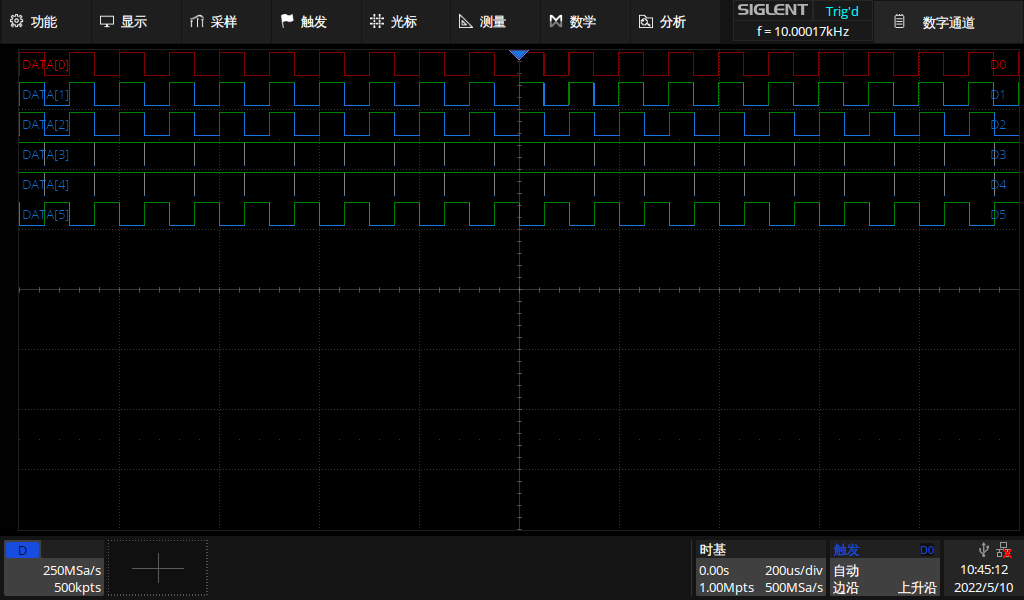 功能 显示 采样 触发 光标 测量 数学 分析 SIGLENT Trig'd 数字通道
f = 10.00017kHz
DATA[0] D0
DATA[1] D1
DATA[2] D2
DATA[3] D3
DATA[4] D4
DATA[5] D5
D 时基 触发 D0
250MSa/s 0.00s 200us/div 自动 10:45:12
500kpts 1.00Mpts 500MSa/s 边沿 上升沿 2022/5/10